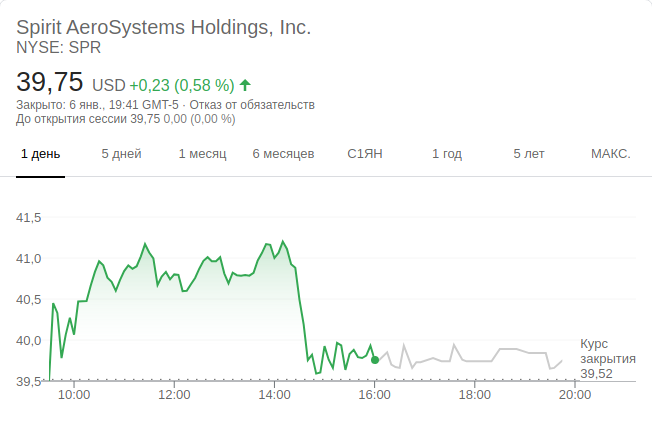 Spirit AeroSystems Holdings, Inc.
NYSE: SPR
39,75 USD +0,23 (0,58 %)
Закрыто: 6 янв., 19:41 GMT-5 · Отказ от обязательств
До открытия сессии 39,75 0,00 (0,00 %)
1 день 5 дней 1 месяц 6 месяцев С1ЯН 1 год 5 лет МАКС.
41,5
41,0
40,5
40,0
Курс
закрытия
39,52
39,5
10:00 12:00 14:00 16:00 18:00 20:00